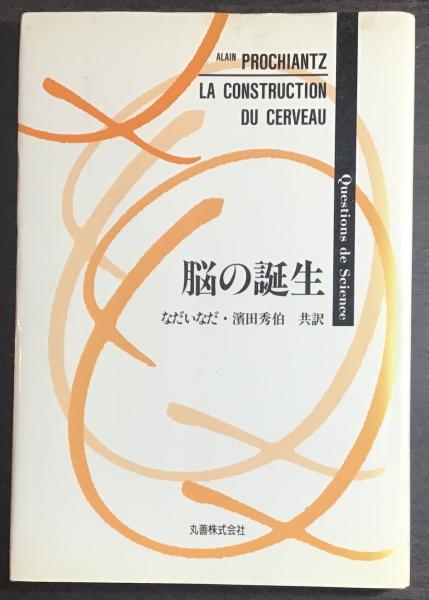 ALAIN PROCHIANTZ
LA CONSTRUCTION
DU CERVEAU
Questions de Science
脳の誕生
なだいなだ・濱田秀伯 共訳
丸善株式会社